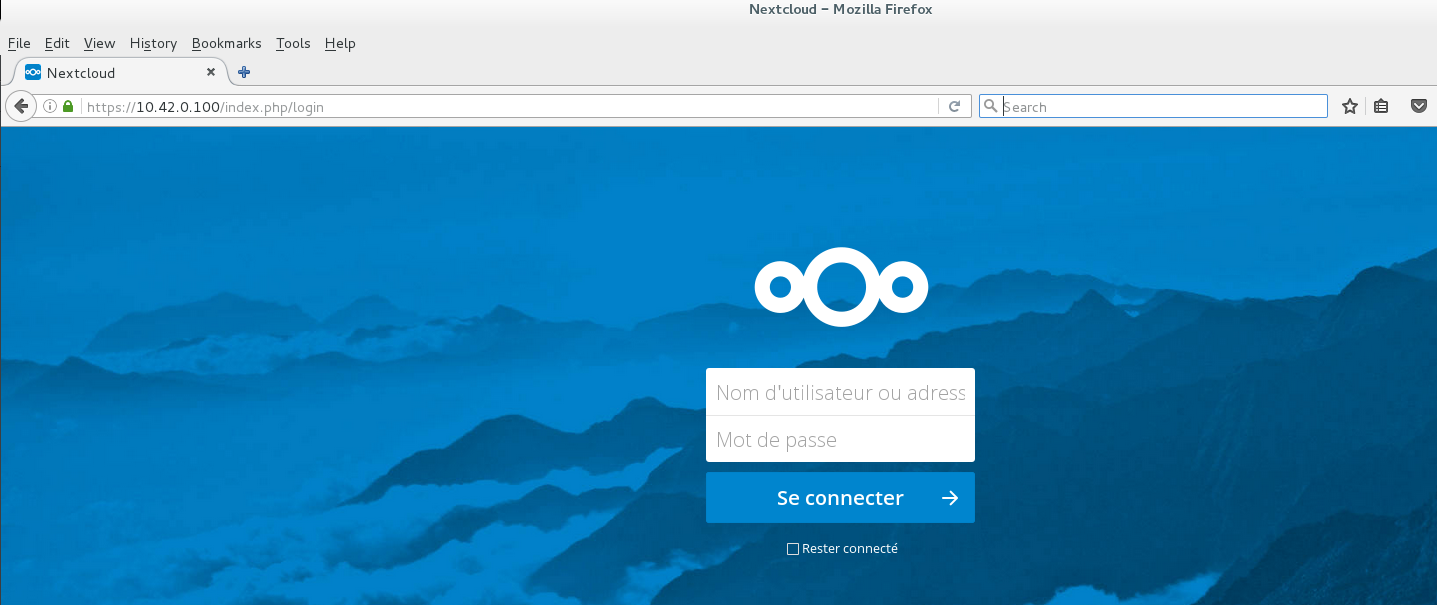 Nextcloud - Mozilla Firefox
File Edit View History Bookmarks Tools Help
Nextcloud
https://10.42.0.100/index.php/login Search
Nom d'utilisateur ou adress
Mot de passe
Se connecter
Rester connecté